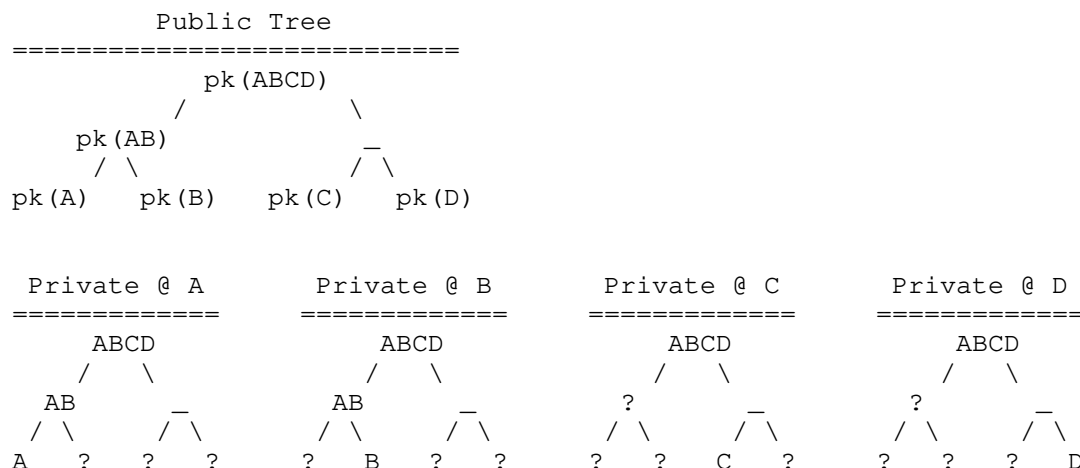 Public Tree
============================
pk(ABCD)
/ \
pk(AB) _
/ \ / \
pk(A) pk(B) pk(C) pk(D)
Private @ A Private @ B Private @ C Private @ D
============= ============= ============= =============
ABCD ABCD ABCD ABCD
/ \ / \ / \ / \
AB _ AB _ ? _ ? _
/ \ / \ / \ / \ / \ / \ / \ / \
A ? ? ? ? B ? ? ? ? C ? ? ? ? D